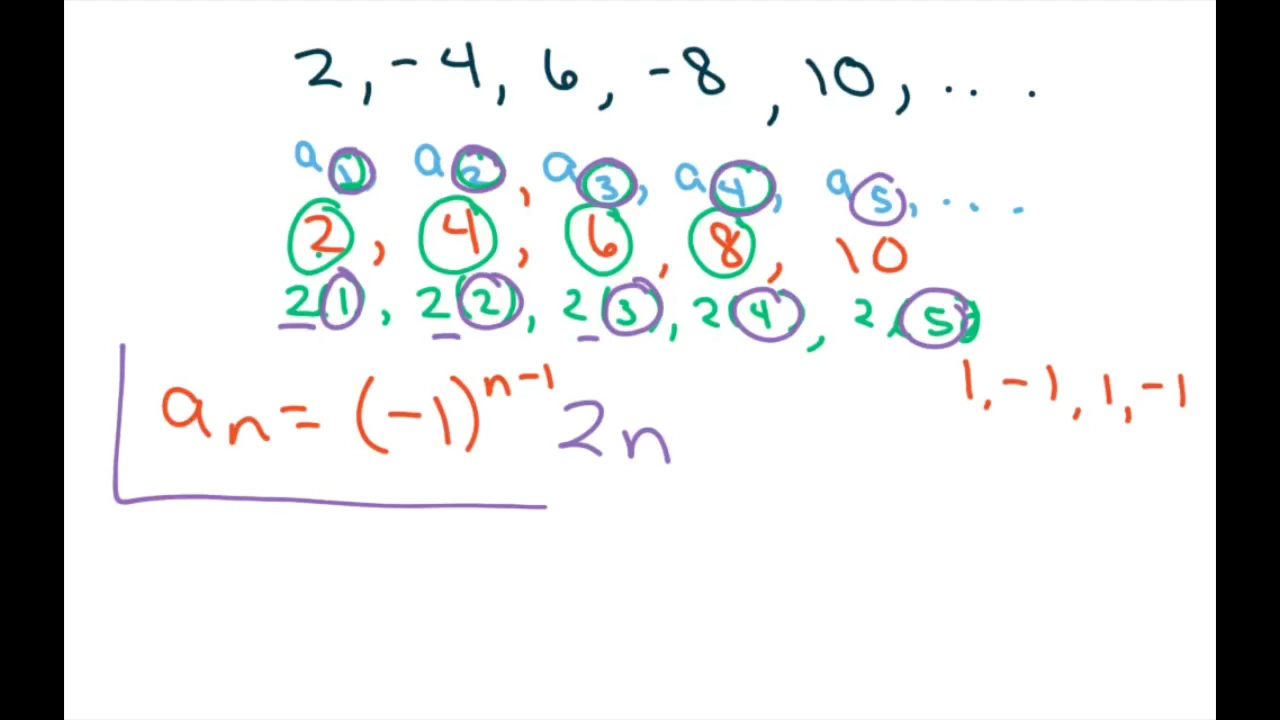 2, -4, 6, -8, 10, ...
a₁ a₂, a₃, a₄, a₅, ...
2, 4, 6, 8, 10
2(1), 2(2), 2(3), 2(4), 2(5)
1, -1, 1, -1
aₙ = (-1)ⁿ⁻¹ 2n